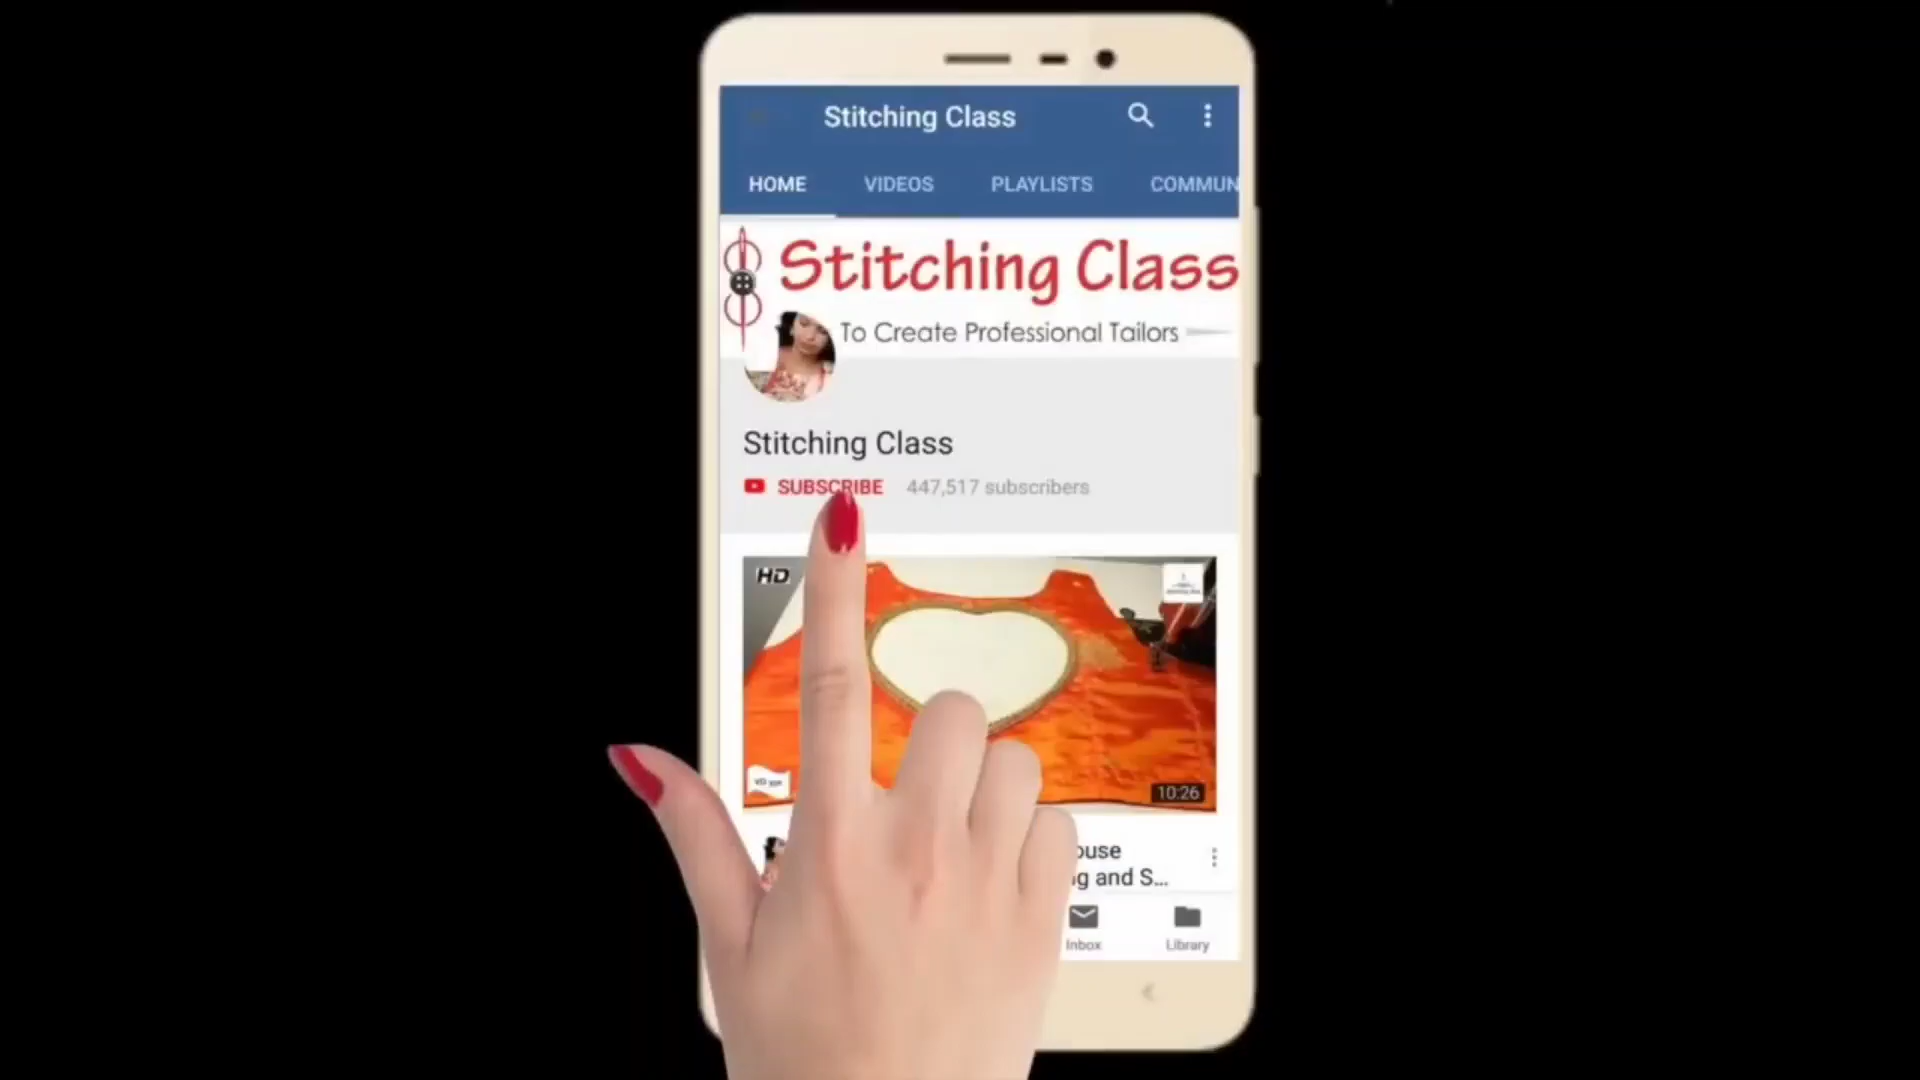 Stitching Class
HOME VIDEOS PLAYLISTS COMMUN
Stitching Class
To Create Professional Tailors
Stitching Class
SUBSCRIBE 447,517 subscribers
HD
10:26
ouse
g and S...
Inbox Library